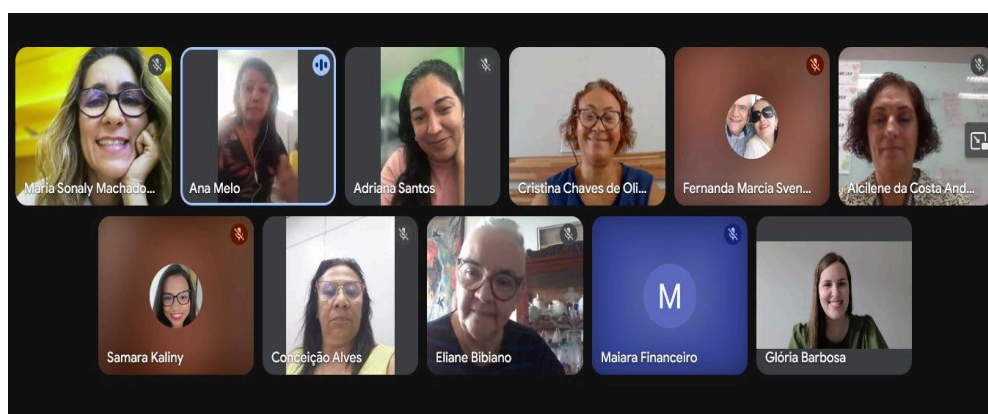 Maria Sonaly Machado...
Ana Melo
Adriana Santos
Cristina Chaves de Oli...
Fernanda Marcia Sven...
Alcilene da Costa And...
Samara Kaliny
Conceição Alves
Eliane Bibiano
M
Maiara Financeiro
Glória Barbosa